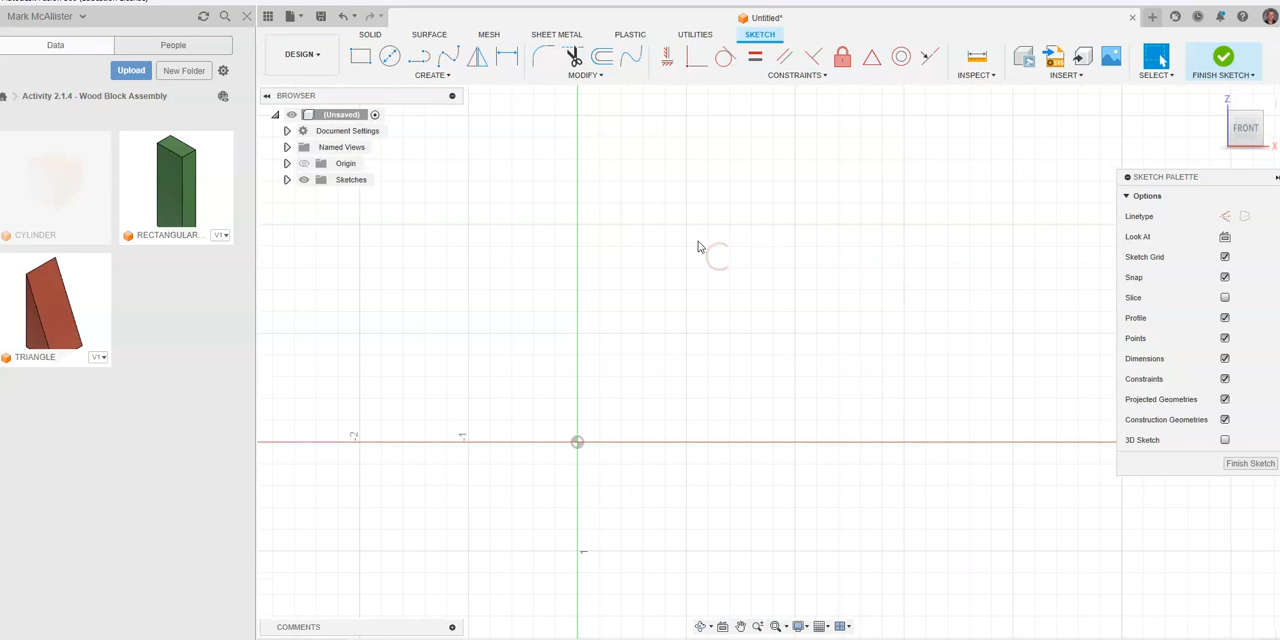 Mark McAllister
Untitled*
Data
People
SOLID
SURFACE
MESH
SHEET METAL
PLASTIC
UTILITIES
SKETCH
DESIGN
CREATE
MODIFY
CONSTRAINTS
INSPECT
INSERT
SELECT
FINISH SKETCH
Upload
New Folder
Activity 2.1.4 - Wood Block Assembly
BROWSER
(Unsaved)
Document Settings
Named Views
Origin
Sketches
CYLINDER
RECTANGULAR...
V1
TRIANGLE
V1
Z
FRONT
X
SKETCH PALETTE
Options
Linetype
Look At
Sketch Grid
Snap
Slice
Profile
Points
Dimensions
Constraints
Projected Geometries
Construction Geometries
3D Sketch
Finish Sketch
-2
-1
1
COMMENTS